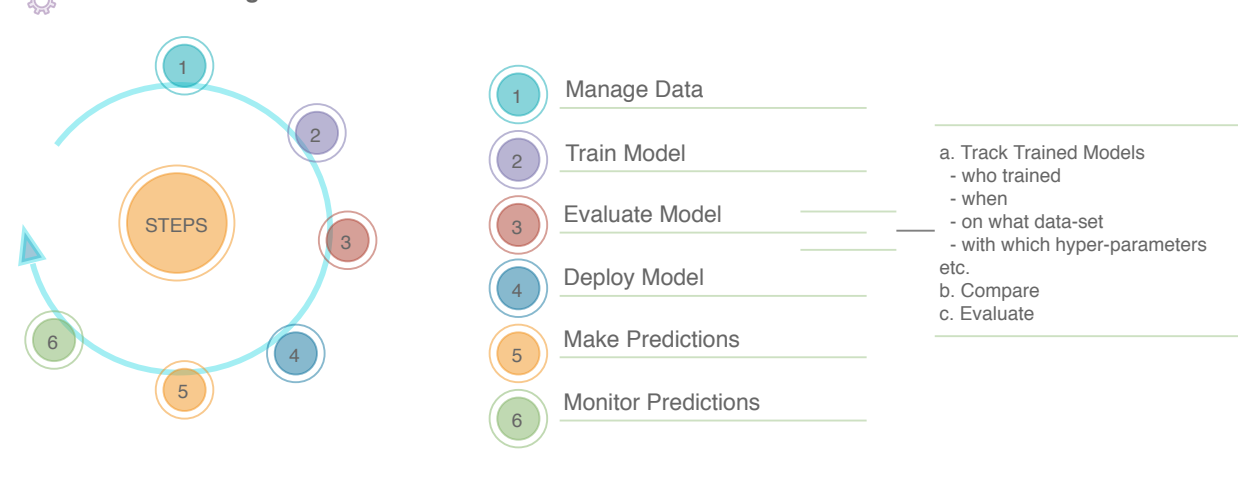 1
2
3
4
5
6
STEPS
1 Manage Data
2 Train Model
3 Evaluate Model
4 Deploy Model
5 Make Predictions
6 Monitor Predictions
a. Track Trained Models
- who trained
- when
- on what data-set
- with which hyper-parameters
etc.
b. Compare
c. Evaluate